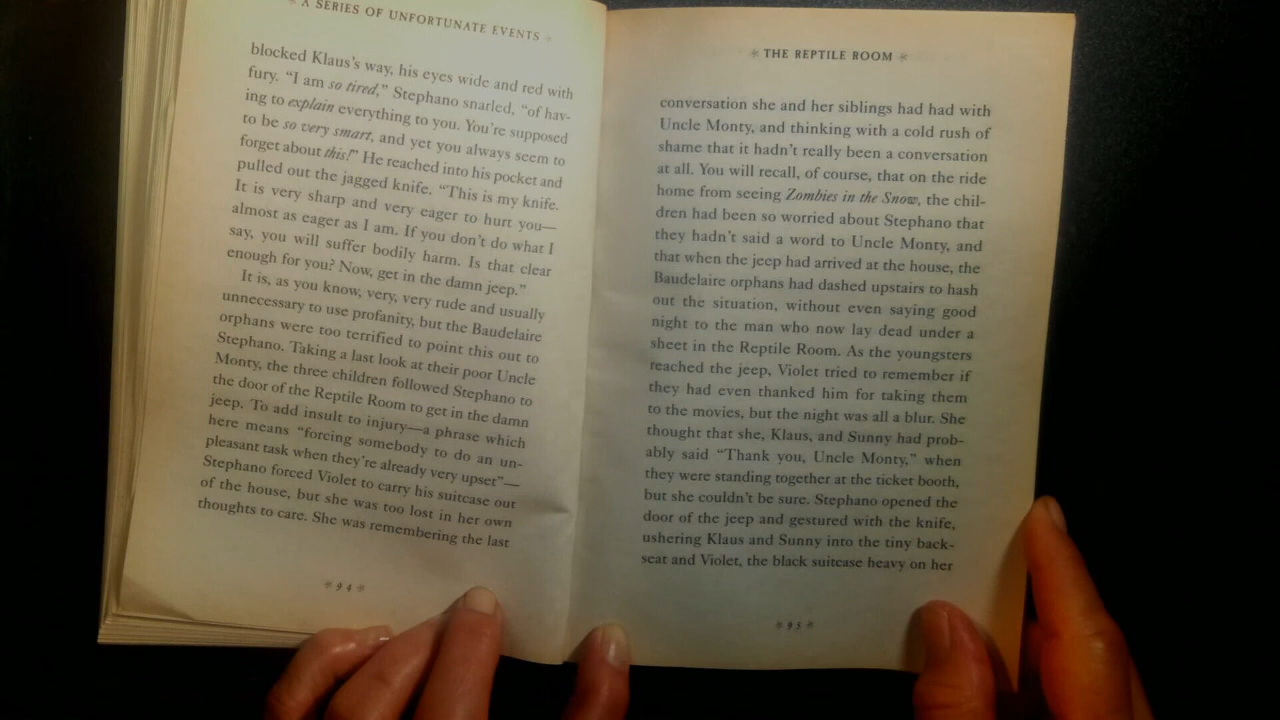 A SERIES OF UNFORTUNATE EVENTS
blocked Klaus's way, his eyes wide and red with
fury. “I am so tired,” Stephano snarled, “of hav-
ing to explain everything to you. You're supposed
to be so very smart, and yet you always seem to
forget about this!” He reached into his pocket and
pulled out the jagged knife. “This is my knife.
It is very sharp and very eager to hurt you—
almost as eager as I am. If you don't do what I
say, you will suffer bodily harm. Is that clear
enough for you? Now, get in the damn jeep.”
It is, as you know, very, very rude and usually
unnecessary to use profanity, but the Baudelaire
orphans were too terrified to point this out to
Stephano. Taking a last look at their poor Uncle
Monty, the three children followed Stephano to
the door of the Reptile Room to get in the damn
jeep. To add insult to injury—a phrase which
here means “forcing somebody to do an un-
pleasant task when they're already very upset”—
Stephano forced Violet to carry his suitcase out
of the house, but she was too lost in her own
thoughts to care. She was remembering the last
94
THE REPTILE ROOM
conversation she and her siblings had had with
Uncle Monty, and thinking with a cold rush of
shame that it hadn't really been a conversation
at all. You will recall, of course, that on the ride
home from seeing Zombies in the Snow, the chil-
dren had been so worried about Stephano that
they hadn't said a word to Uncle Monty, and
that when the jeep had arrived at the house, the
Baudelaire orphans had dashed upstairs to hash
out the situation, without even saying good
night to the man who now lay dead under a
sheet in the Reptile Room. As the youngsters
reached the jeep, Violet tried to remember if
they had even thanked him for taking them
to the movies, but the night was all a blur. She
thought that she, Klaus, and Sunny had prob-
ably said “Thank you, Uncle Monty,” when
they were standing together at the ticket booth,
but she couldn't be sure. Stephano opened the
door of the jeep and gestured with the knife,
ushering Klaus and Sunny into the tiny back-
seat and Violet, the black suitcase heavy on her
95